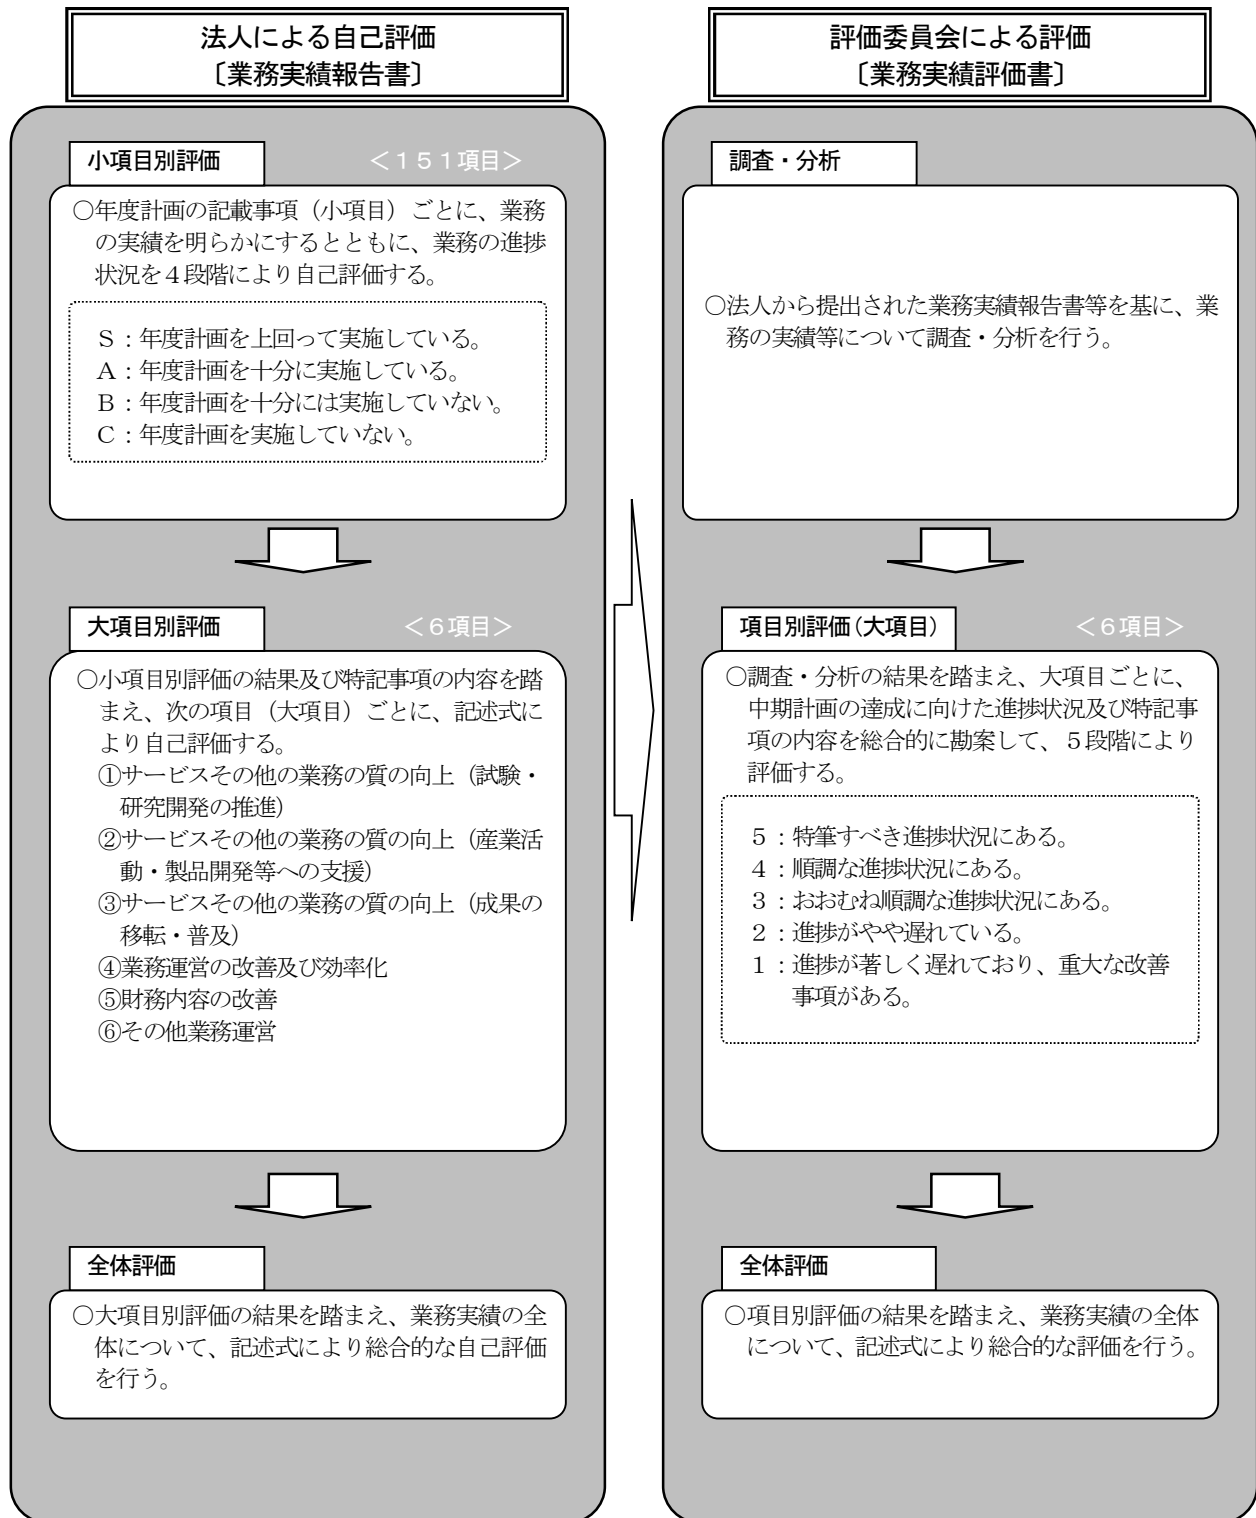 法人による自己評価
〔業務実績報告書〕
小項目別評価
＜１５１項目＞
○年度計画の記載事項（小項目）ごとに、業務
の実績を明らかにするとともに、業務の進捗
状況を４段階により自己評価する。
Ｓ：年度計画を上回って実施している。
Ａ：年度計画を十分に実施している。
Ｂ：年度計画を十分には実施していない。
Ｃ：年度計画を実施していない。
大項目別評価
＜６項目＞
○小項目別評価の結果及び特記事項の内容を踏
まえ、次の項目（大項目）ごとに、記述式に
より自己評価する。
①サービスその他の業務の質の向上（試験・
研究開発の推進）
②サービスその他の業務の質の向上（産業活
動・製品開発等への支援）
③サービスその他の業務の質の向上（成果の
移転・普及）
④業務運営の改善及び効率化
⑤財務内容の改善
⑥その他業務運営
全体評価
○大項目別評価の結果を踏まえ、業務実績の全
体について、記述式により総合的な自己評価
を行う。
評価委員会による評価
〔業務実績評価書〕
調査・分析
○法人から提出された業務実績報告書等を基に、業
務の実績等について調査・分析を行う。
項目別評価（大項目）
＜６項目＞
○調査・分析の結果を踏まえ、大項目ごとに、
中期計画の達成に向けた進捗状況及び特記事
項の内容を総合的に勘案して、５段階により
評価する。
５：特筆すべき進捗状況にある。
４：順調な進捗状況にある。
３：おおむね順調な進捗状況にある。
２：進捗がやや遅れている。
１：進捗が著しく遅れており、重大な改善
事項がある。
全体評価
○項目別評価の結果を踏まえ、業務実績の全体
について、記述式により総合的な評価を行う。